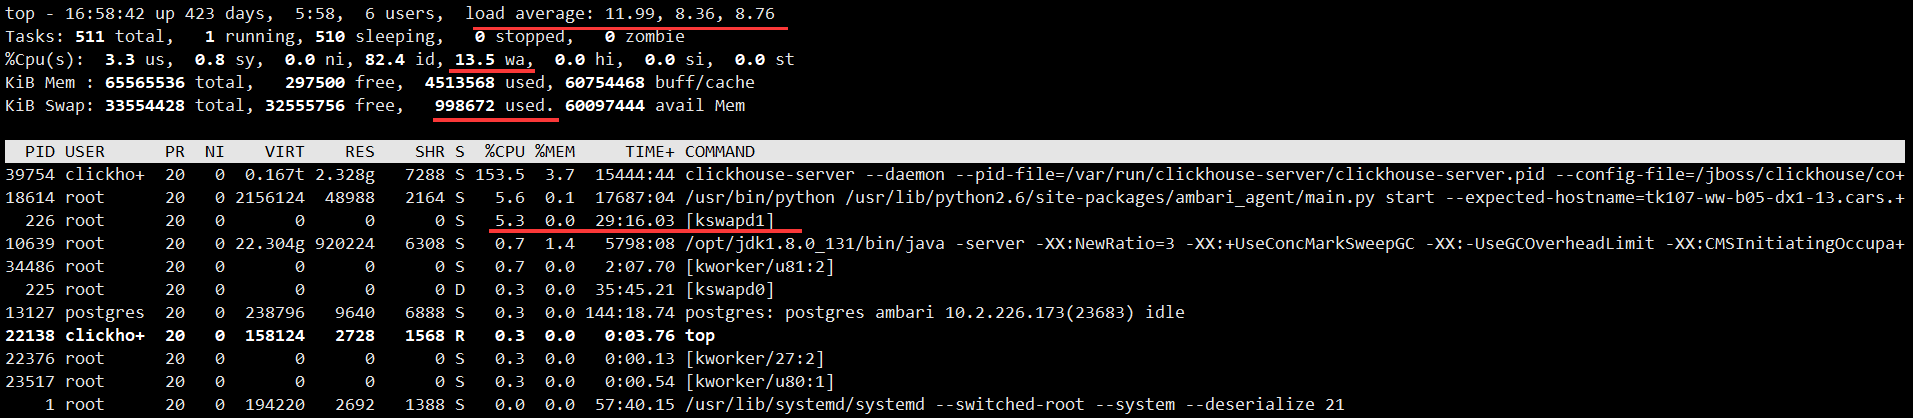 top - 16:58:42 up 423 days,  5:58,  6 users,  load average: 11.99, 8.36, 8.76
Tasks: 511 total,   1 running, 510 sleeping,   0 stopped,   0 zombie
%Cpu(s):  3.3 us,  0.8 sy,  0.0 ni, 82.4 id, 13.5 wa,  0.0 hi,  0.0 si,  0.0 st
KiB Mem : 65565536 total,   297500 free,  4513568 used, 60754468 buff/cache
KiB Swap: 33554428 total, 32555756 free,   998672 used. 60097444 avail Mem
  PID USER      PR  NI    VIRT    RES    SHR S  %CPU %MEM     TIME+ COMMAND
39754 clickho+  20   0  0.167t 2.328g   7288 S 153.5  3.7  15444:44 clickhouse-server --daemon --pid-file=/var/run/clickhouse-server/clickhouse-server.pid --config-file=/jboss/clickhouse/co+
18614 root      20   0 2156124  48988   2164 S   5.6  0.1  17687:04 /usr/bin/python /usr/lib/python2.6/site-packages/ambari_agent/main.py start --expected-hostname=tk107-ww-b05-dx1-13.cars.+
  226 root      20   0       0      0      0 S   5.3  0.0  29:16.03 [kswapd1]
10639 root      20   0 22.304g 920224   6308 S   0.7  1.4   5798:08 /opt/jdk1.8.0_131/bin/java -server -XX:NewRatio=3 -XX:+UseConcMarkSweepGC -XX:-UseGCOverheadLimit -XX:CMSInitiatingOccupa+
34486 root      20   0       0      0      0 S   0.7  0.0   2:07.70 [kworker/u81:2]
  225 root      20   0       0      0      0 D   0.3  0.0  35:45.21 [kswapd0]
13127 postgres  20   0  238796   9640   6888 S   0.3  0.0 144:18.74 postgres: postgres ambari 10.2.226.173(23683) idle
22138 clickho+  20   0  158124   2728   1568 R   0.3  0.0   0:03.76 top
22376 root      20   0       0      0      0 S   0.3  0.0   0:00.13 [kworker/27:2]
23517 root      20   0       0      0      0 S   0.3  0.0   0:00.54 [kworker/u80:1]
    1 root      20   0  194220   2692   1388 S   0.0  0.0  57:40.15 /usr/lib/systemd/systemd --switched-root --system --deserialize 21